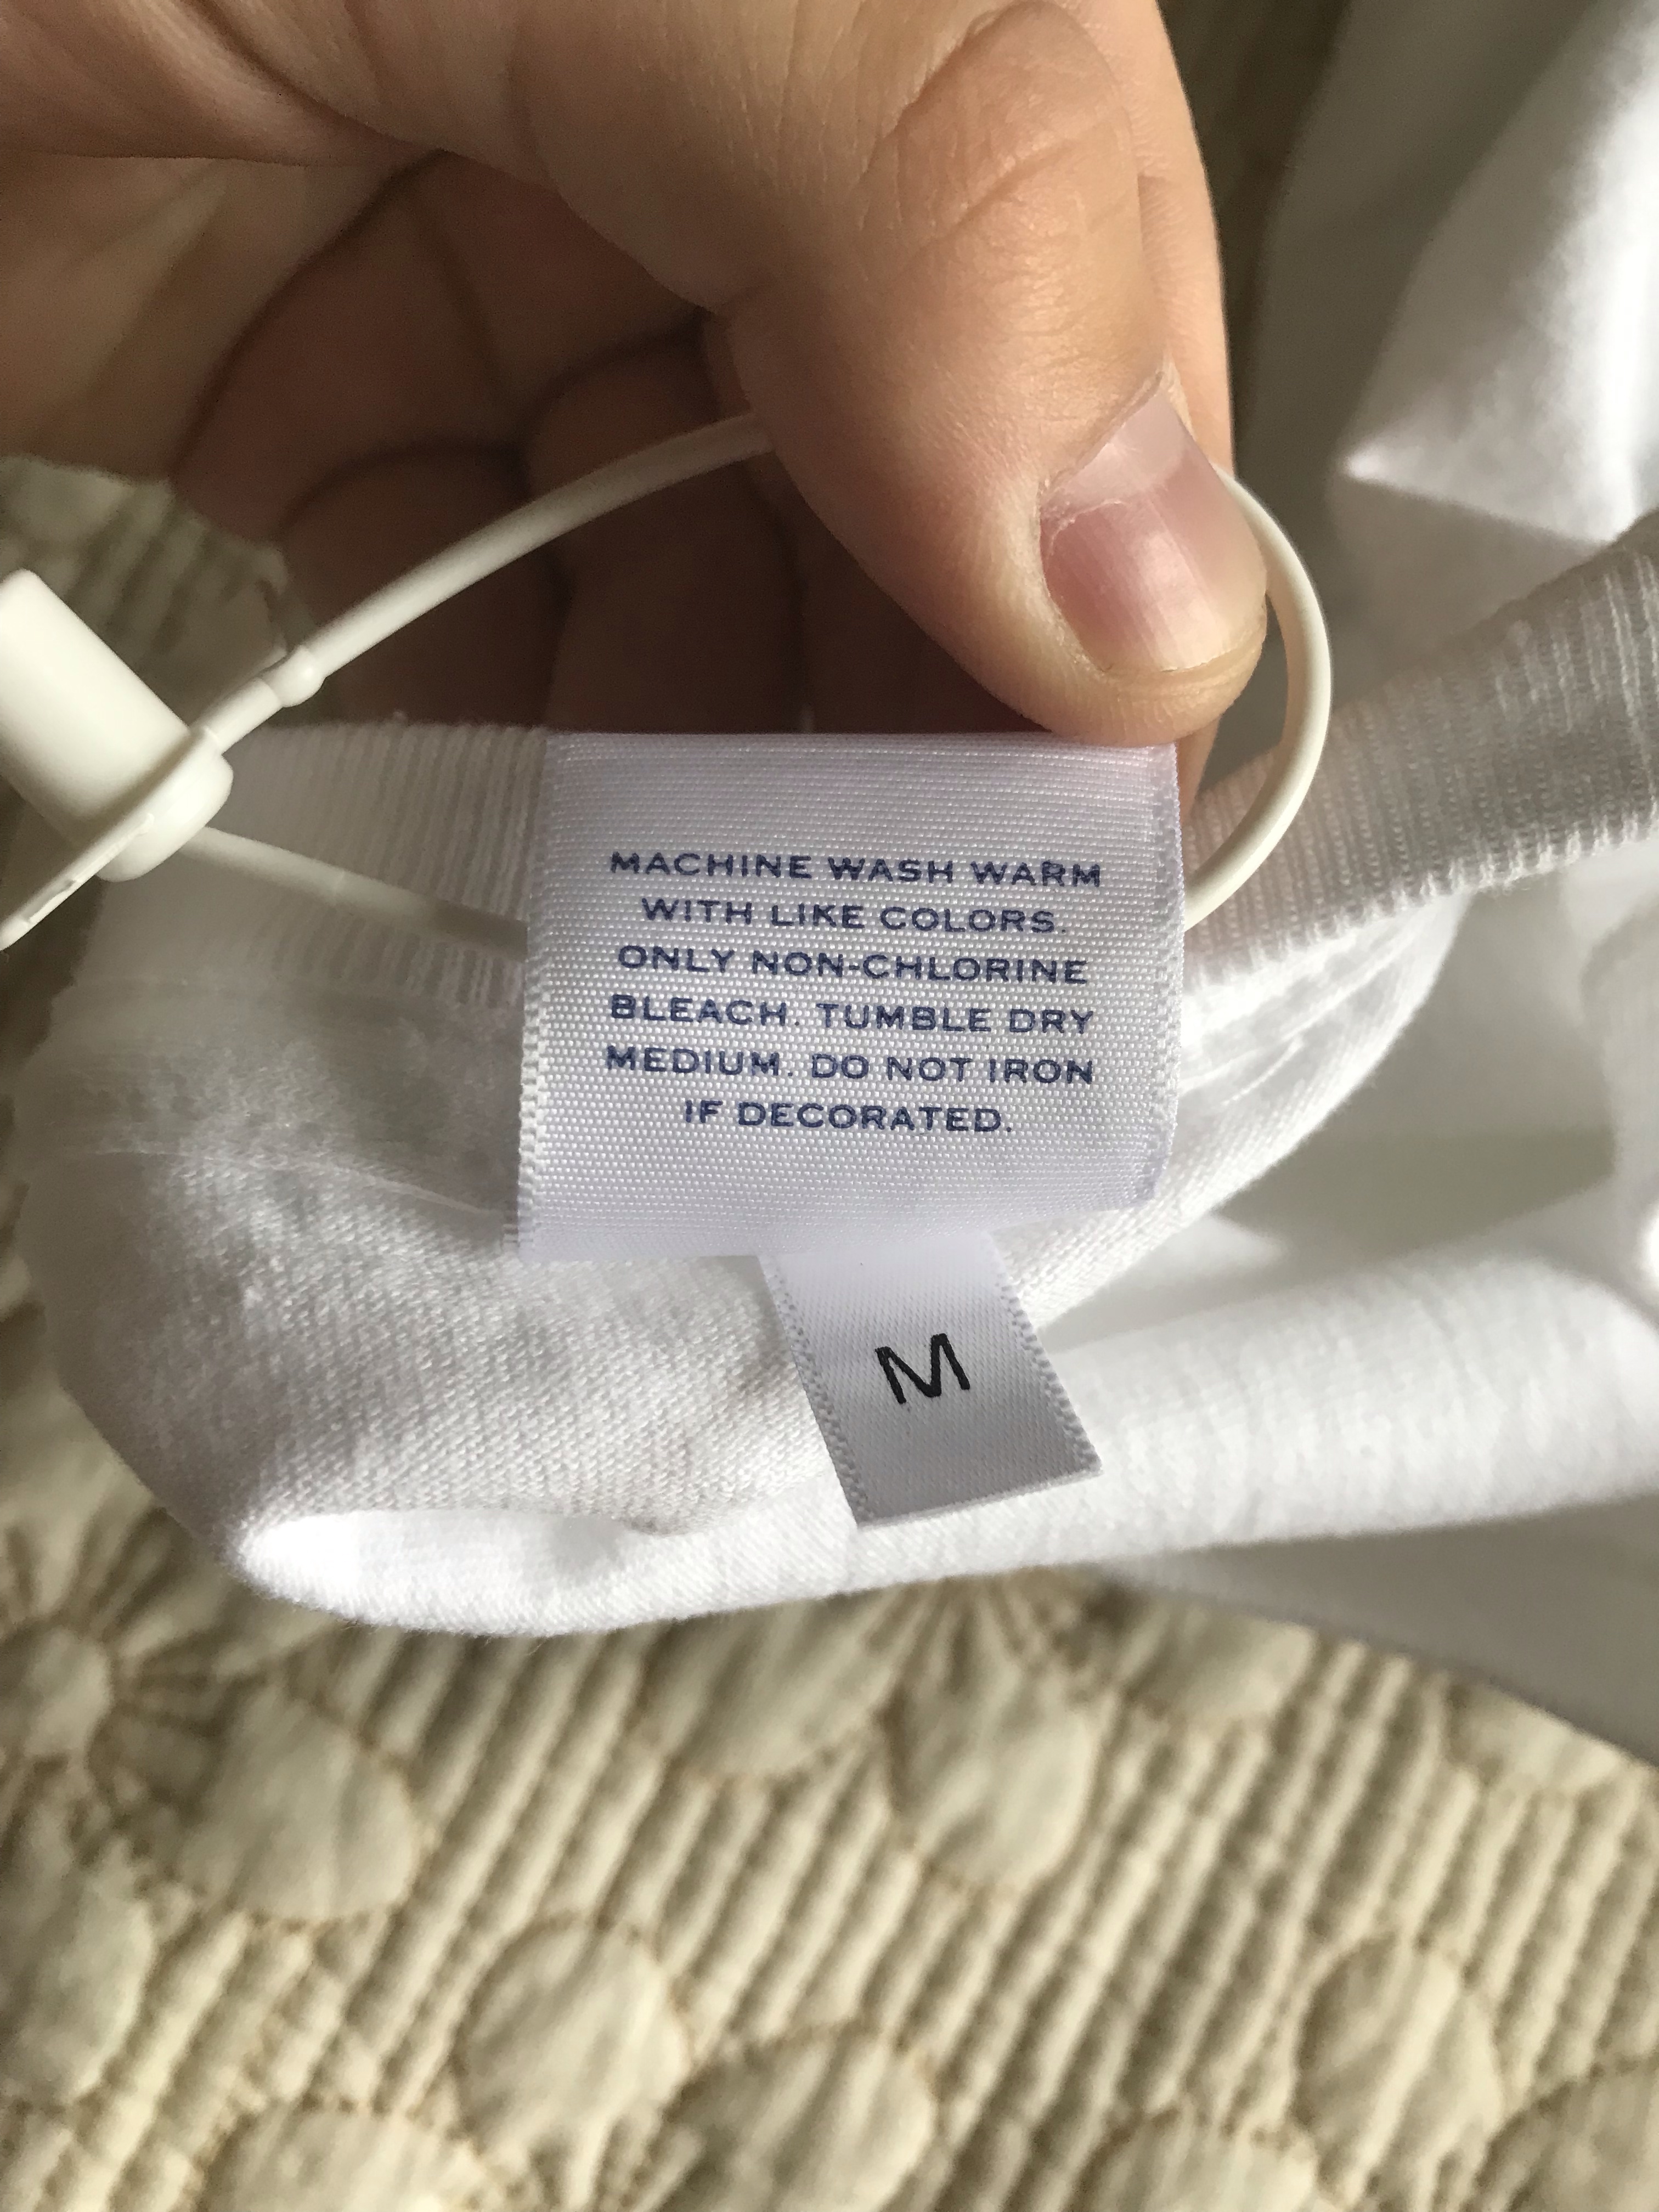 MACHINE WASH WARM
WITH LIKE COLORS.
ONLY NON-CHLORINE
BLEACH. TUMBLE DRY
MEDIUM. DO NOT IRON
IF DECORATED.
M